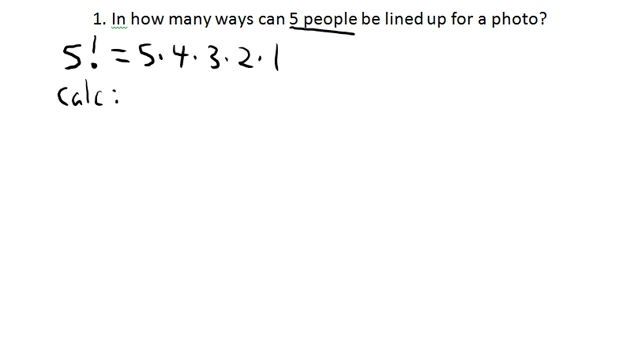 1. In how many ways can 5 people be lined up for a photo?
5! = 5·4·3·2·1
Calc: